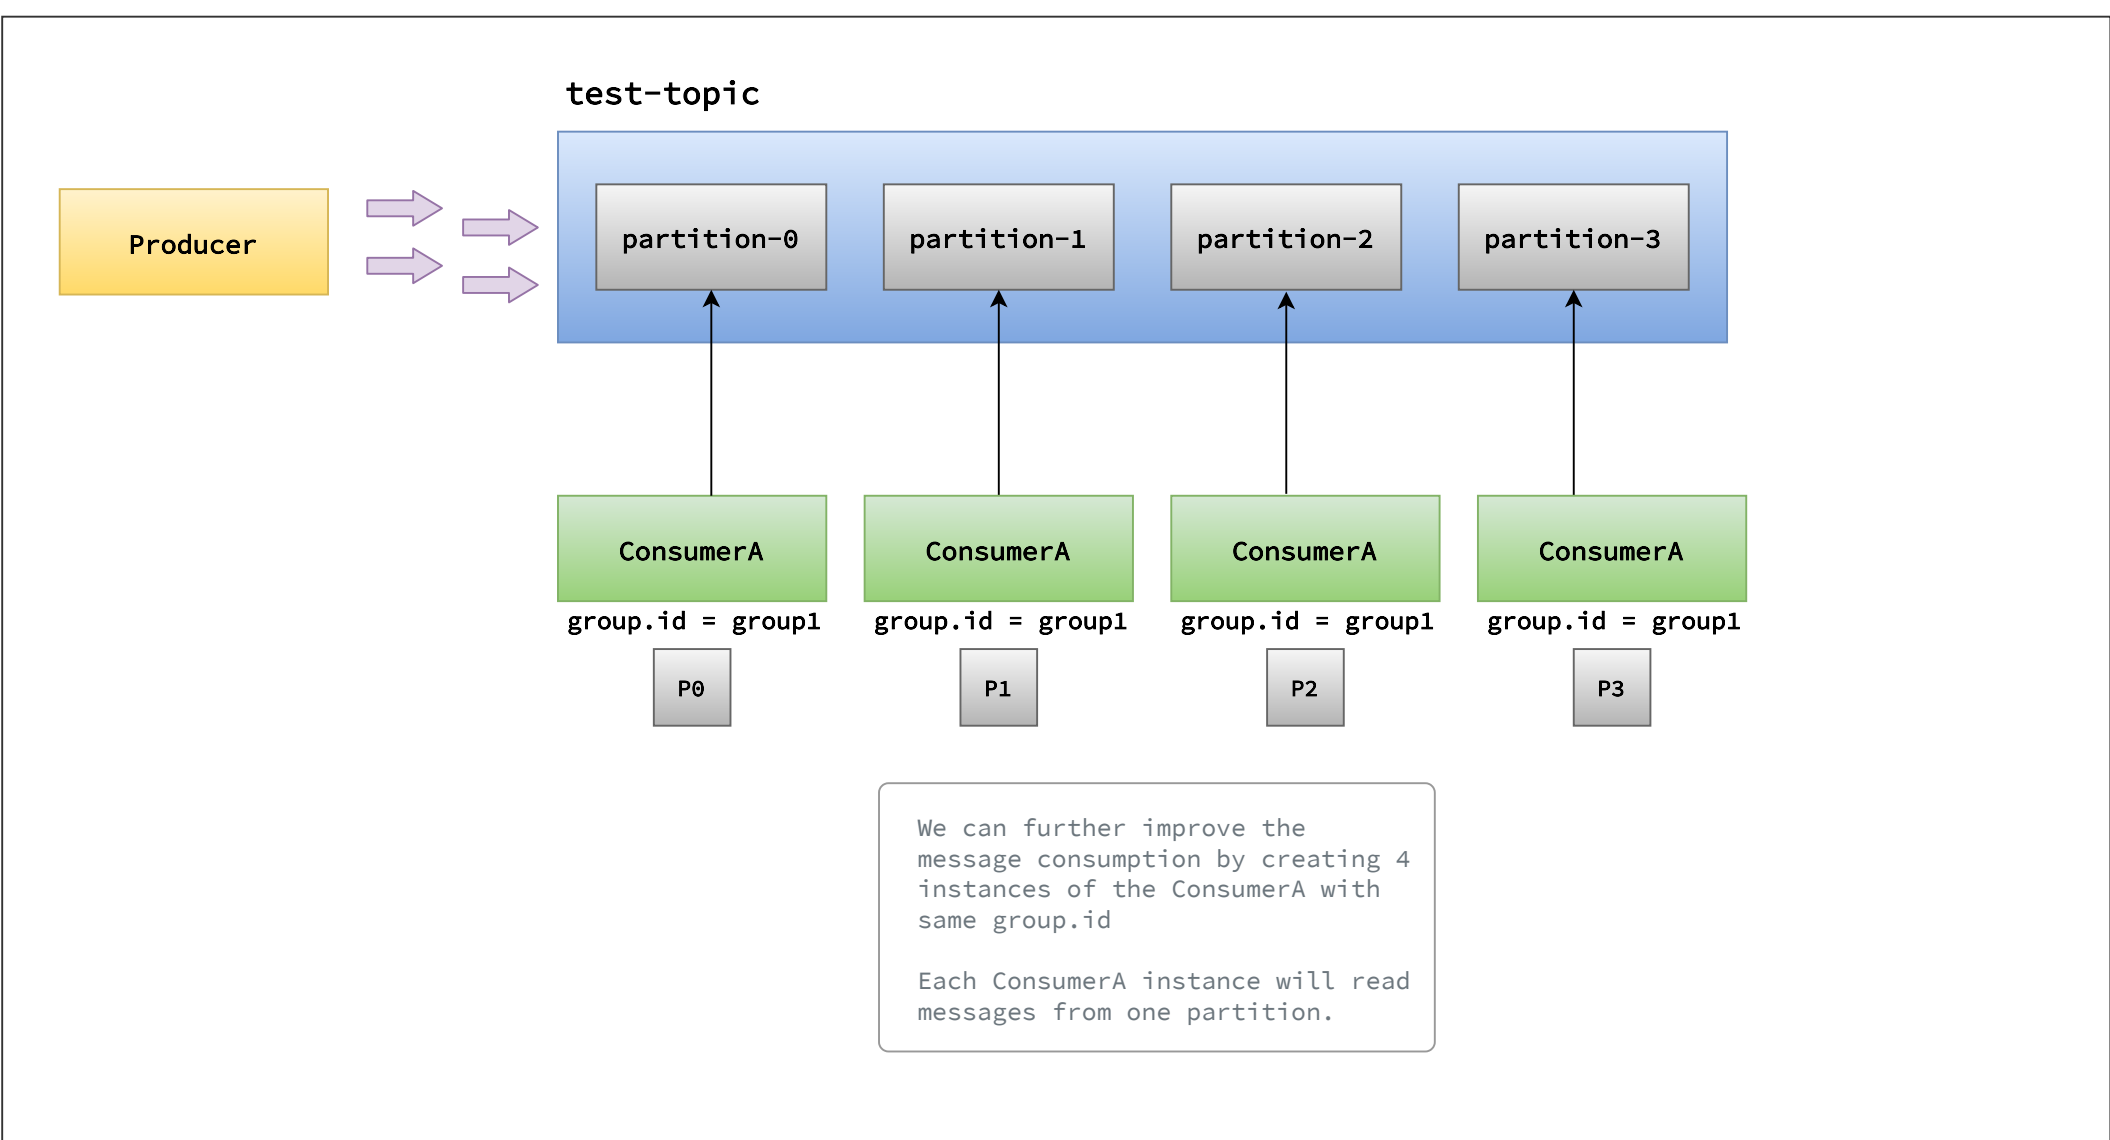 test-topic
Producer
partition-0
partition-1
partition-2
partition-3
ConsumerA
ConsumerA
ConsumerA
ConsumerA
group.id = group1
group.id = group1
group.id = group1
group.id = group1
P0
P1
P2
P3
We can further improve the
message consumption by creating 4
instances of the ConsumerA with
same group.id
Each ConsumerA instance will read
messages from one partition.